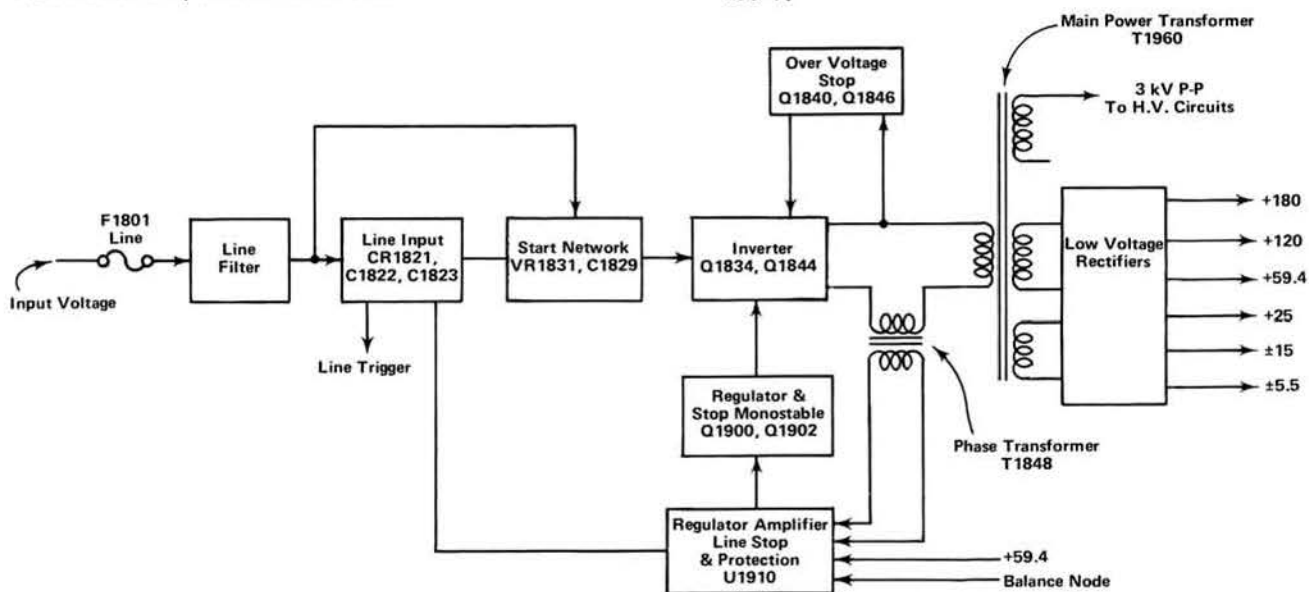 Main Power Transformer
T1960
Over Voltage
Stop
Q1840, Q1846
3 kV P-P
To H.V. Circuits
F1801
Line
Line
Filter
Line Input
CR1821,
C1822, C1823
Start Network
VR1831, C1829
Inverter
Q1834, Q1844
Low Voltage
Rectifiers
+180
+120
+59.4
+25
±15
±5.5
Input Voltage
Line Trigger
Regulator &
Stop Monostable
Q1900, Q1902
Phase Transformer
T1848
Regulator Amplifier
Line Stop
& Protection
U1910
+59.4
Balance Node